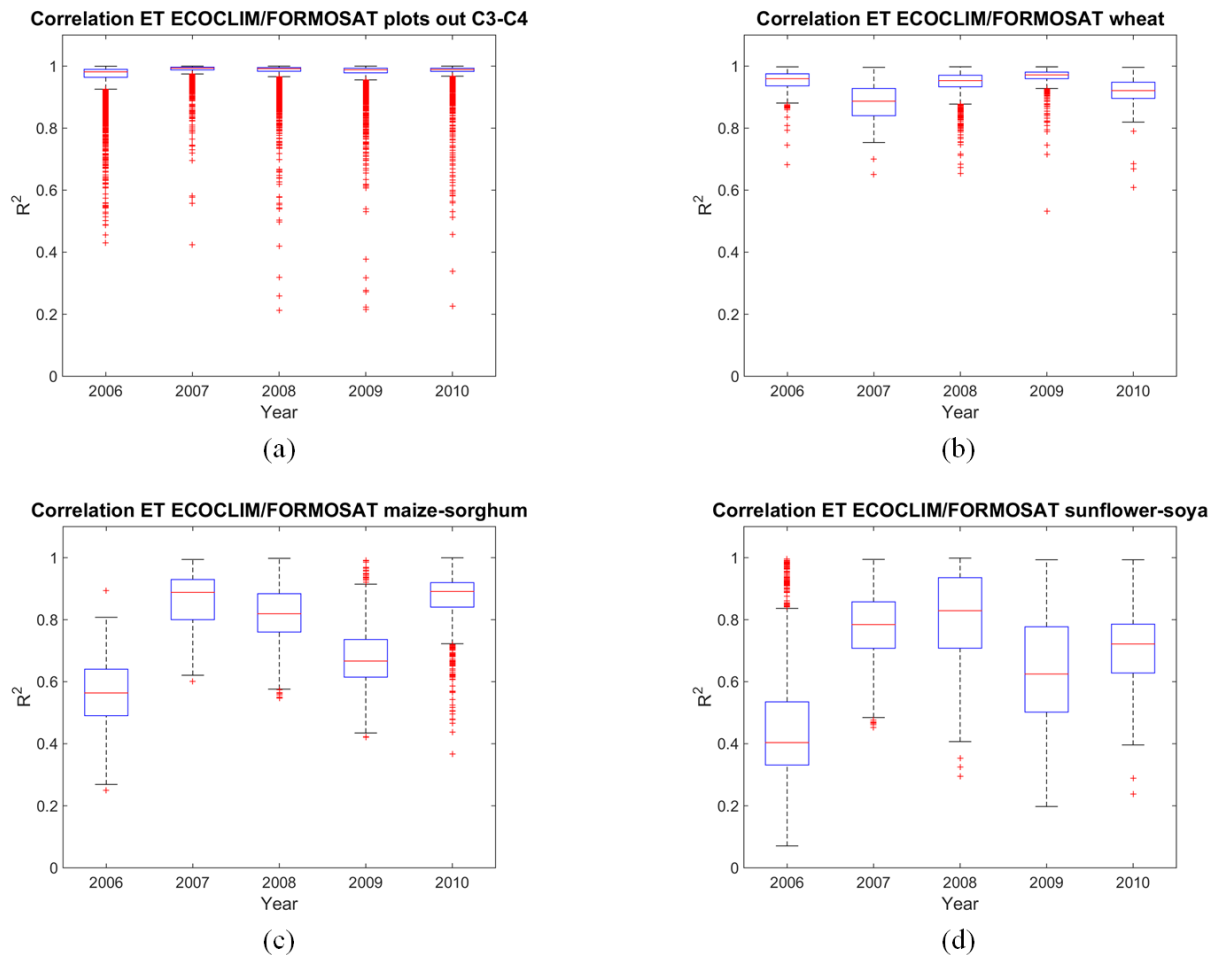 Correlation ET ECOCLIM/FORMOSAT plots out C3-C4
1
0.8
0.6
0.4
0.2
0
R²
2006 2007 2008 2009 2010
Year
(a)
Correlation ET ECOCLIM/FORMOSAT wheat
1
0.8
0.6
0.4
0.2
0
R²
2006 2007 2008 2009 2010
Year
(b)
Correlation ET ECOCLIM/FORMOSAT maize-sorghum
1
0.8
0.6
0.4
0.2
0
R²
2006 2007 2008 2009 2010
Year
(c)
Correlation ET ECOCLIM/FORMOSAT sunflower-soya
1
0.8
0.6
0.4
0.2
0
R²
2006 2007 2008 2009 2010
Year
(d)